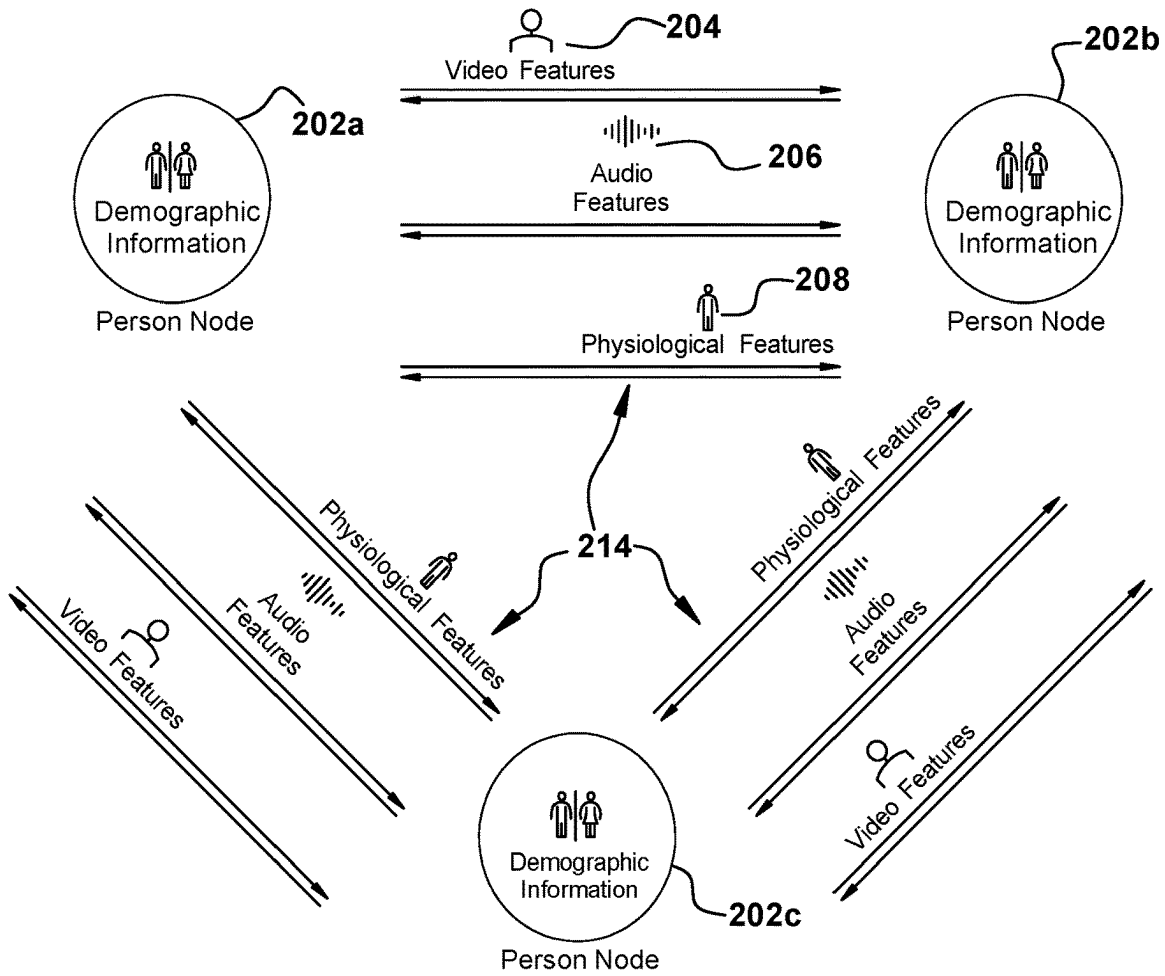 204
Video Features
202b
202a
206
Audio
Features
Demographic
Information
Person Node
Demographic
Information
Person Node
208
Physiological Features
214
Physiological Features
Audio
Features
Video Features
Physiological Features
Audio
Features
Video Features
Demographic
Information
202c
Person Node